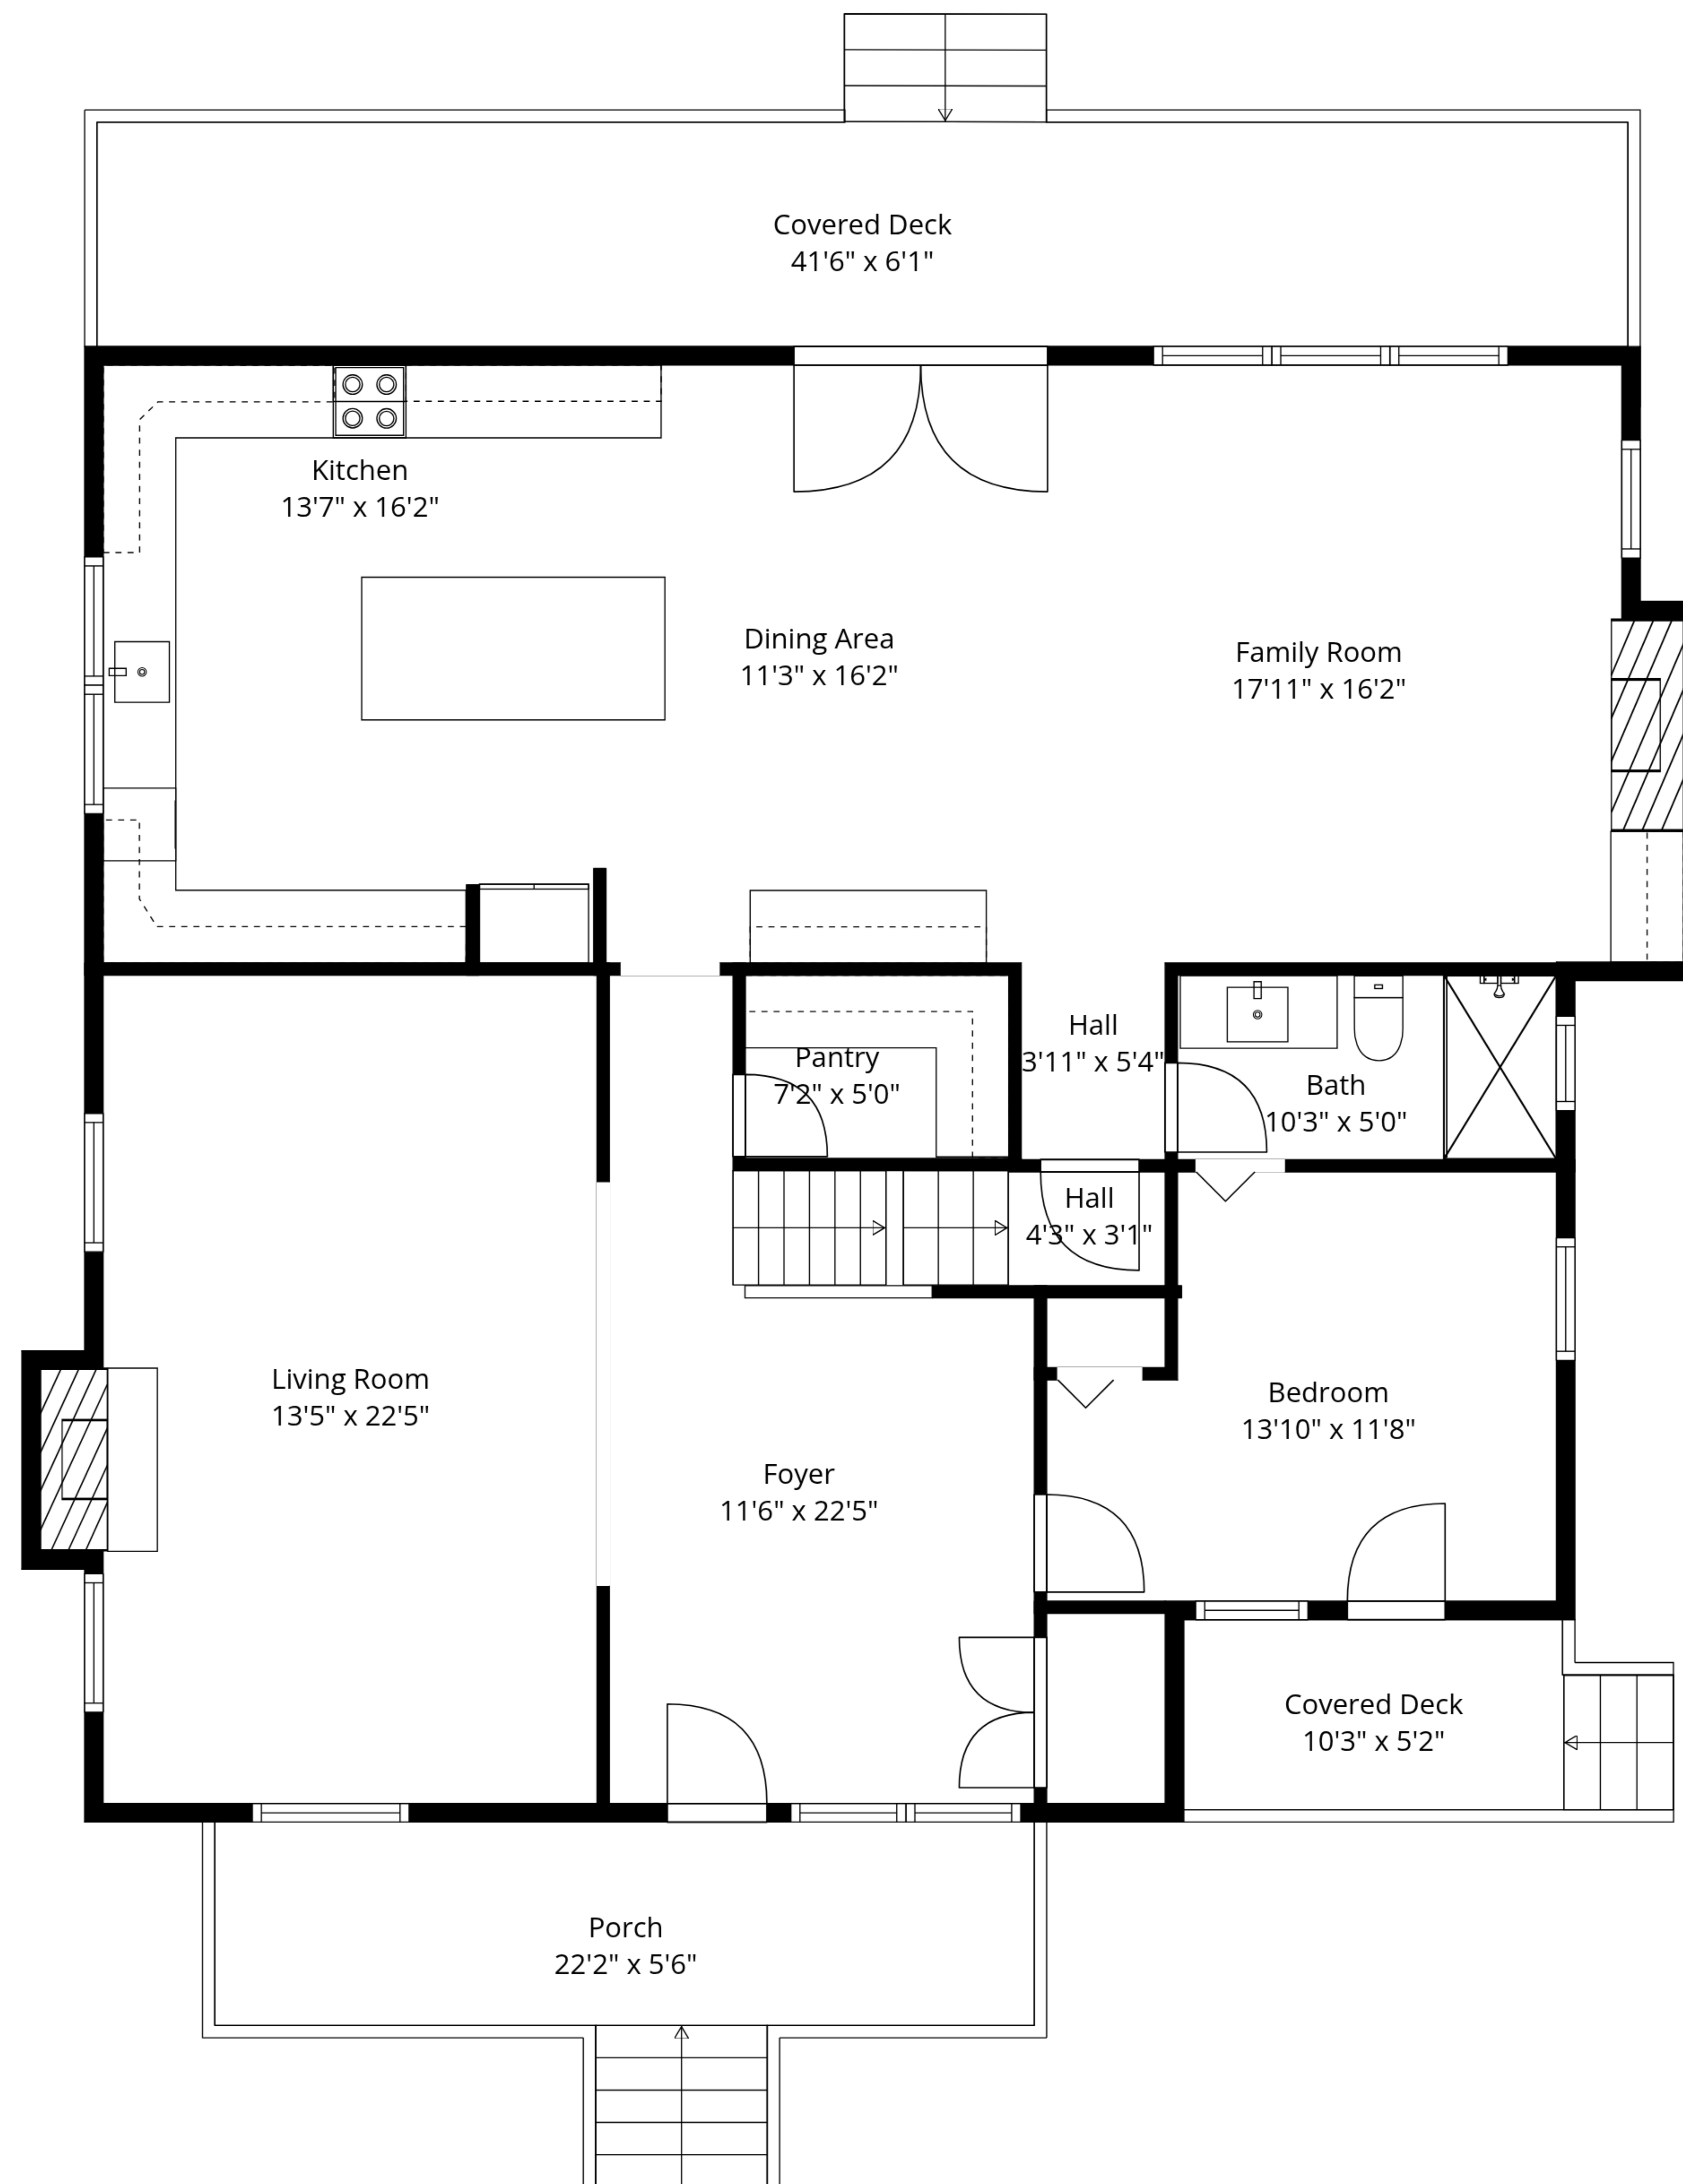 Covered Deck
41'6" x 6'1"
Kitchen
13'7" x 16'2"
Dining Area
11'3" x 16'2"
Family Room
17'11" x 16'2"
Hall
3'11" x 5'4"
Pantry
7'2" x 5'0"
Bath
10'3" x 5'0"
Hall
4'3" x 3'1"
Living Room
13'5" x 22'5"
Bedroom
13'10" x 11'8"
Foyer
11'6" x 22'5"
Covered Deck
10'3" x 5'2"
Porch
22'2" x 5'6"